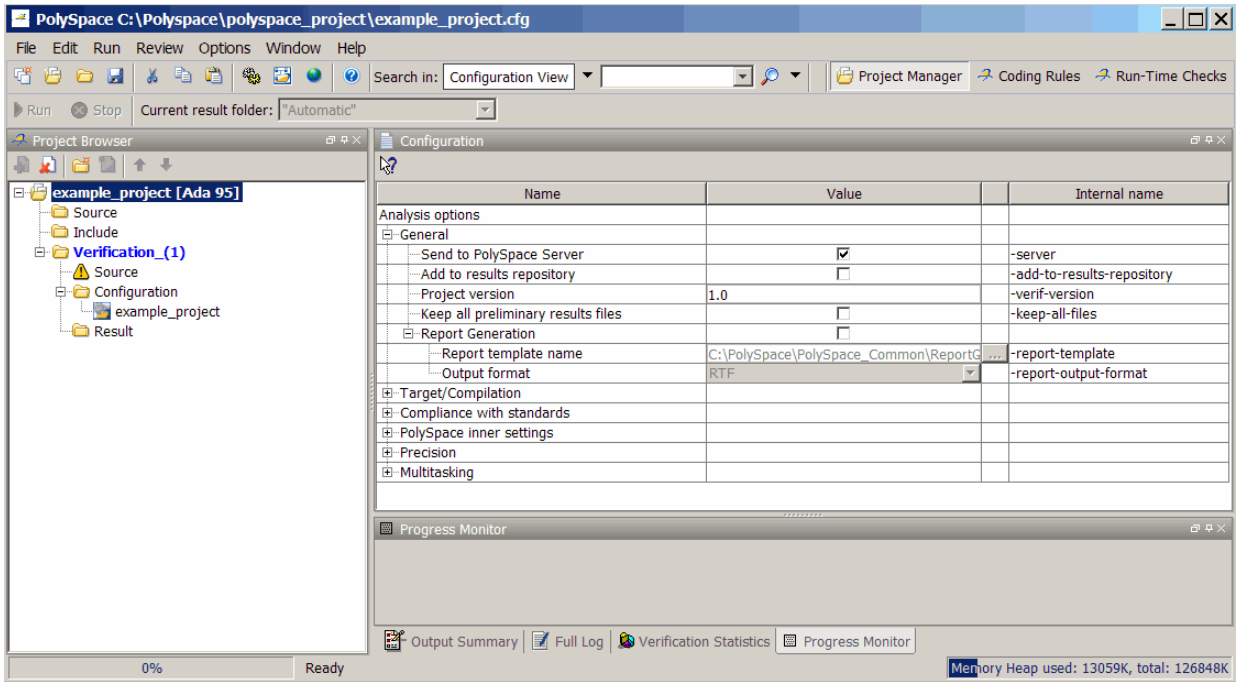 PolySpace C:\Polyspace\polyspace_project\example_project.cfg
File Edit Run Review Options Window Help
Search in: Configuration View Project Manager Coding Rules Run-Time Checks
Run Stop Current result folder: "Automatic"
Project Browser
example_project [Ada 95]
Source
Include
Verification_(1)
Source
Configuration
example_project
Result
Configuration
Name Value Internal name
Analysis options
General
Send to PolySpace Server -server
Add to results repository -add-to-results-repository
Project version 1.0 -verif-version
Keep all preliminary results files -keep-all-files
Report Generation
Report template name C:\PolySpace\PolySpace_Common\ReportG ... -report-template
Output format RTF -report-output-format
Target/Compilation
Compliance with standards
PolySpace inner settings
Precision
Multitasking
Progress Monitor
Output Summary Full Log Verification Statistics Progress Monitor
0% Ready Memory Heap used: 13059K, total: 126848K